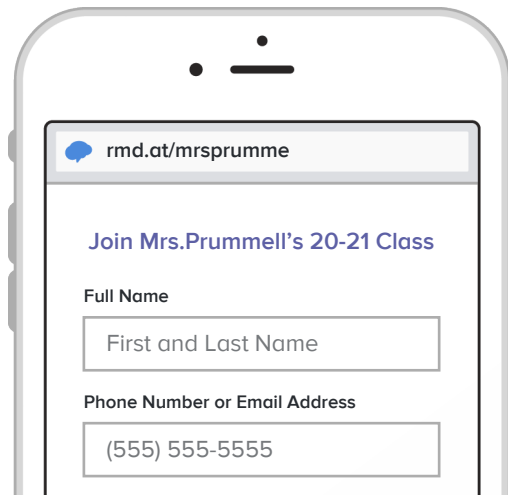 rmd.at/mrsprumme
Join Mrs.Prummell’s 20-21 Class
Full Name
First and Last Name
Phone Number or Email Address
(555) 555-5555